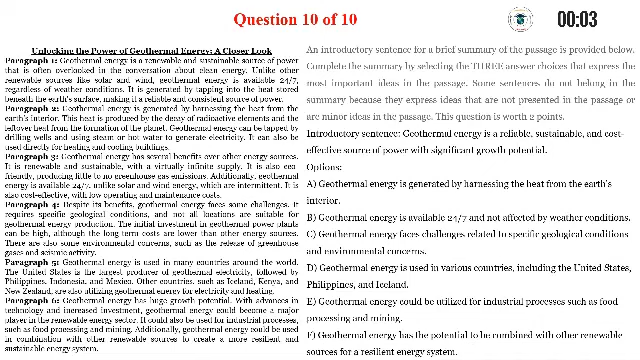 Question 10 of 10
00:03
Unlocking the Power of Geothermal Energy: A Closer Look
Paragraph 1: Geothermal energy is a renewable and sustainable source of power
that is often overlooked in the conversation about clean energy. Unlike other
renewable sources like solar and wind, geothermal energy is available 24/7,
regardless of weather conditions. It is generated by tapping into the heat stored
beneath the earth's surface, making it a reliable and consistent source of power.
Paragraph 2: Geothermal energy is generated by harnessing the heat from the
earth's interior. This heat is produced by the decay of radioactive elements and the
leftover heat from the formation of the planet. Geothermal energy can be tapped by
drilling wells and using steam or hot water to generate electricity. It can also be
used directly for heating and cooling buildings.
Paragraph 3: Geothermal energy has several benefits over other energy sources.
It is renewable and sustainable, with a virtually infinite supply. It is also eco-
friendly, producing little to no greenhouse gas emissions. Additionally, geothermal
energy is available 24/7, unlike solar and wind energy, which are intermittent. It is
also cost-effective, with low operating and maintenance costs.
Paragraph 4: Despite its benefits, geothermal energy faces some challenges. It
requires specific geological conditions, and not all locations are suitable for
geothermal energy production. The initial investment in geothermal power plants
can be high, although the long-term costs are lower than other energy sources.
There are also some environmental concerns, such as the release of greenhouse
gases and seismic activity.
Paragraph 5: Geothermal energy is used in many countries around the world.
The United States is the largest producer of geothermal electricity, followed by
Philippines, Indonesia, and Mexico. Other countries, such as Iceland, Kenya, and
New Zealand, are also utilizing geothermal energy for electricity and heating.
Paragraph 6: Geothermal energy has huge growth potential. With advances in
technology and increased investment, geothermal energy could become a major
player in the renewable energy sector. It could also be used for industrial processes,
such as food processing and mining. Additionally, geothermal energy could be used
in combination with other renewable sources to create a more resilient and
sustainable energy system.
An introductory sentence for a brief summary of the passage is provided below.
Complete the summary by selecting the THREE answer choices that express the
most important ideas in the passage. Some sentences do not belong in the
summary because they express ideas that are not presented in the passage or
are minor ideas in the passage. This question is worth 2 points.
Introductory sentence: Geothermal energy is a reliable, sustainable, and cost-
effective source of power with significant growth potential.
Options:
A) Geothermal energy is generated by harnessing the heat from the earth's
interior.
B) Geothermal energy is available 24/7 and not affected by weather conditions.
C) Geothermal energy faces challenges related to specific geological conditions
and environmental concerns.
D) Geothermal energy is used in various countries, including the United States,
Philippines, and Iceland.
E) Geothermal energy could be utilized for industrial processes such as food
processing and mining.
F) Geothermal energy has the potential to be combined with other renewable
sources for a resilient energy system.